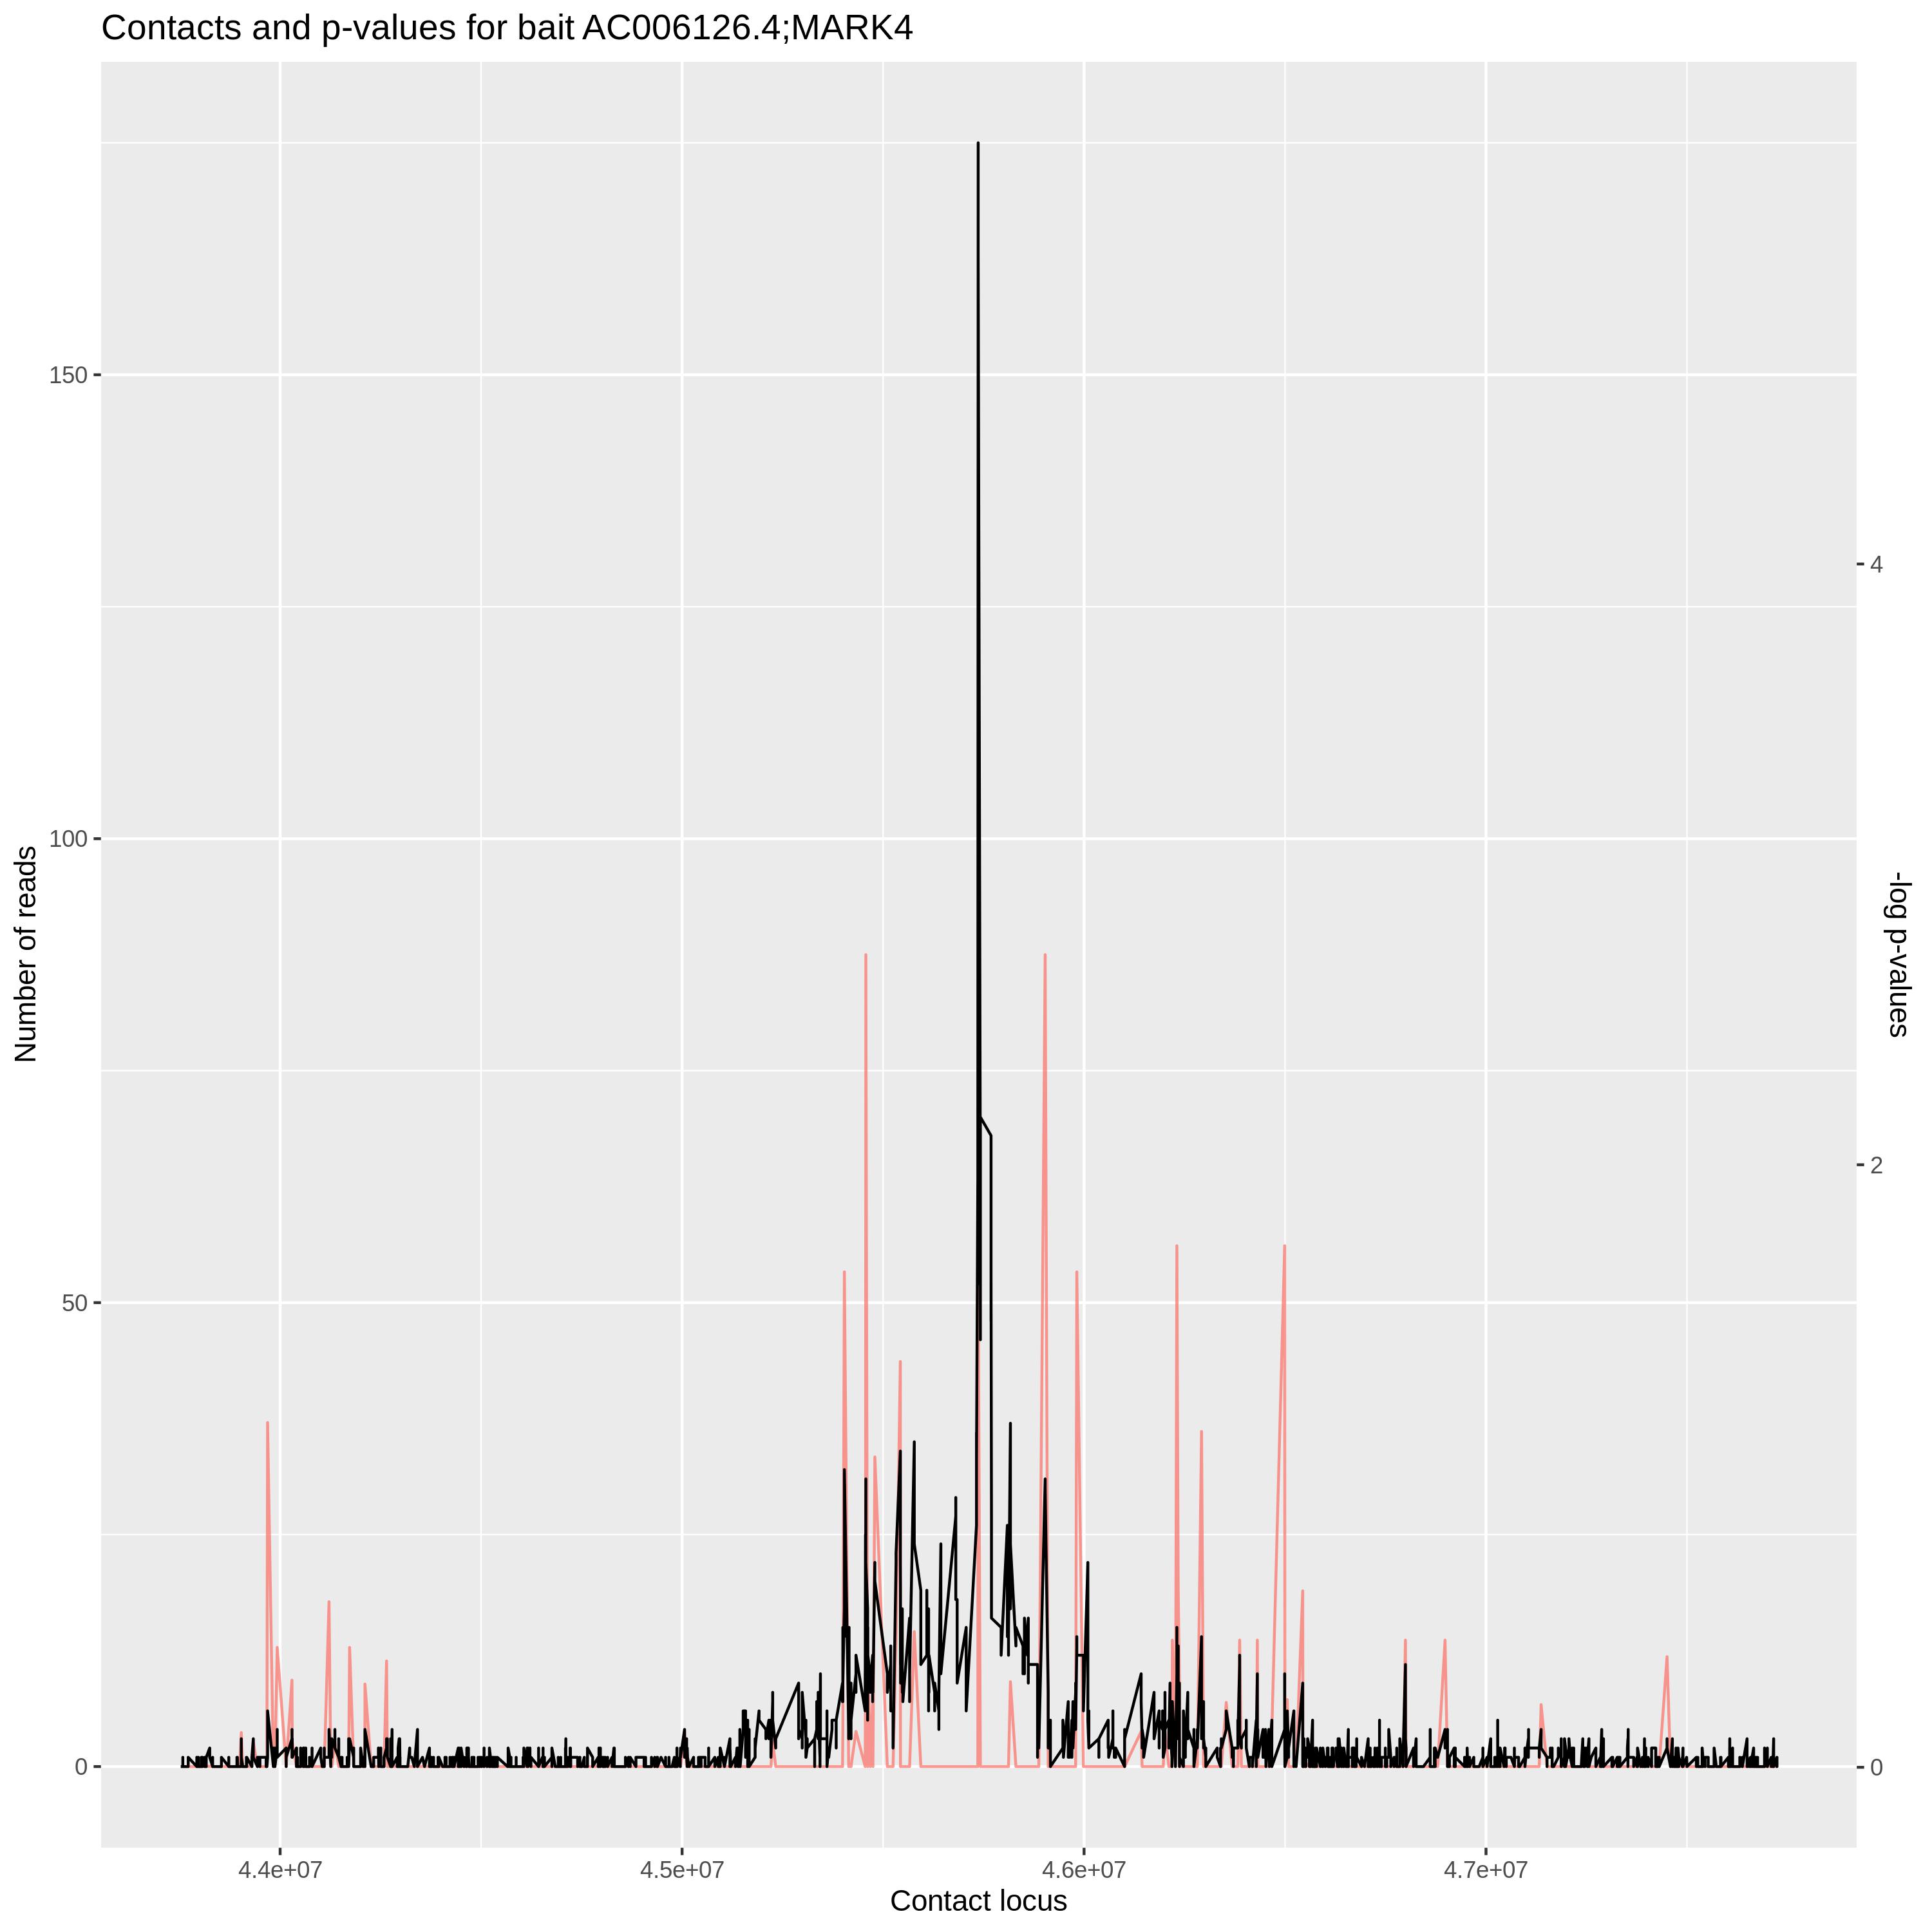 Contacts and p-values for bait AC006126.4;MARK4
150
100
50
0
Number of reads
4
2
0
-log p-values
4.4e+07
4.5e+07
4.6e+07
4.7e+07
Contact locus